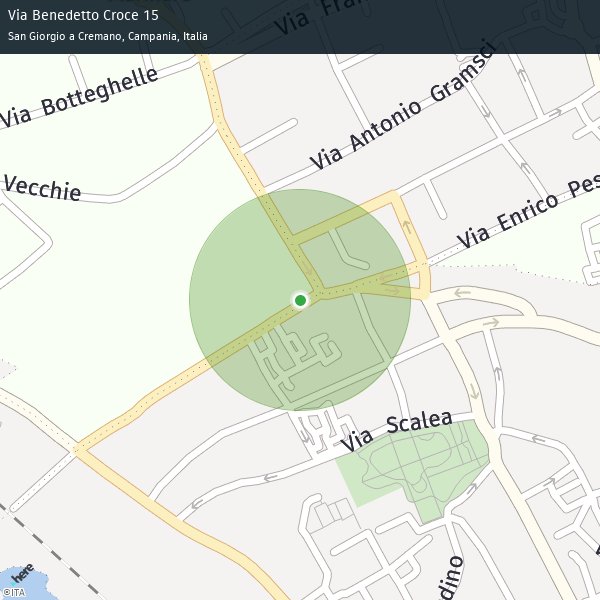 Via Benedetto Croce 15
San Giorgio a Cremano, Campania, Italia
Via Fran
Via Botteghelle
Via Antonio Gramsci
Vecchie
Via Enrico Pes
Via Scalea
dino
here
©ITA